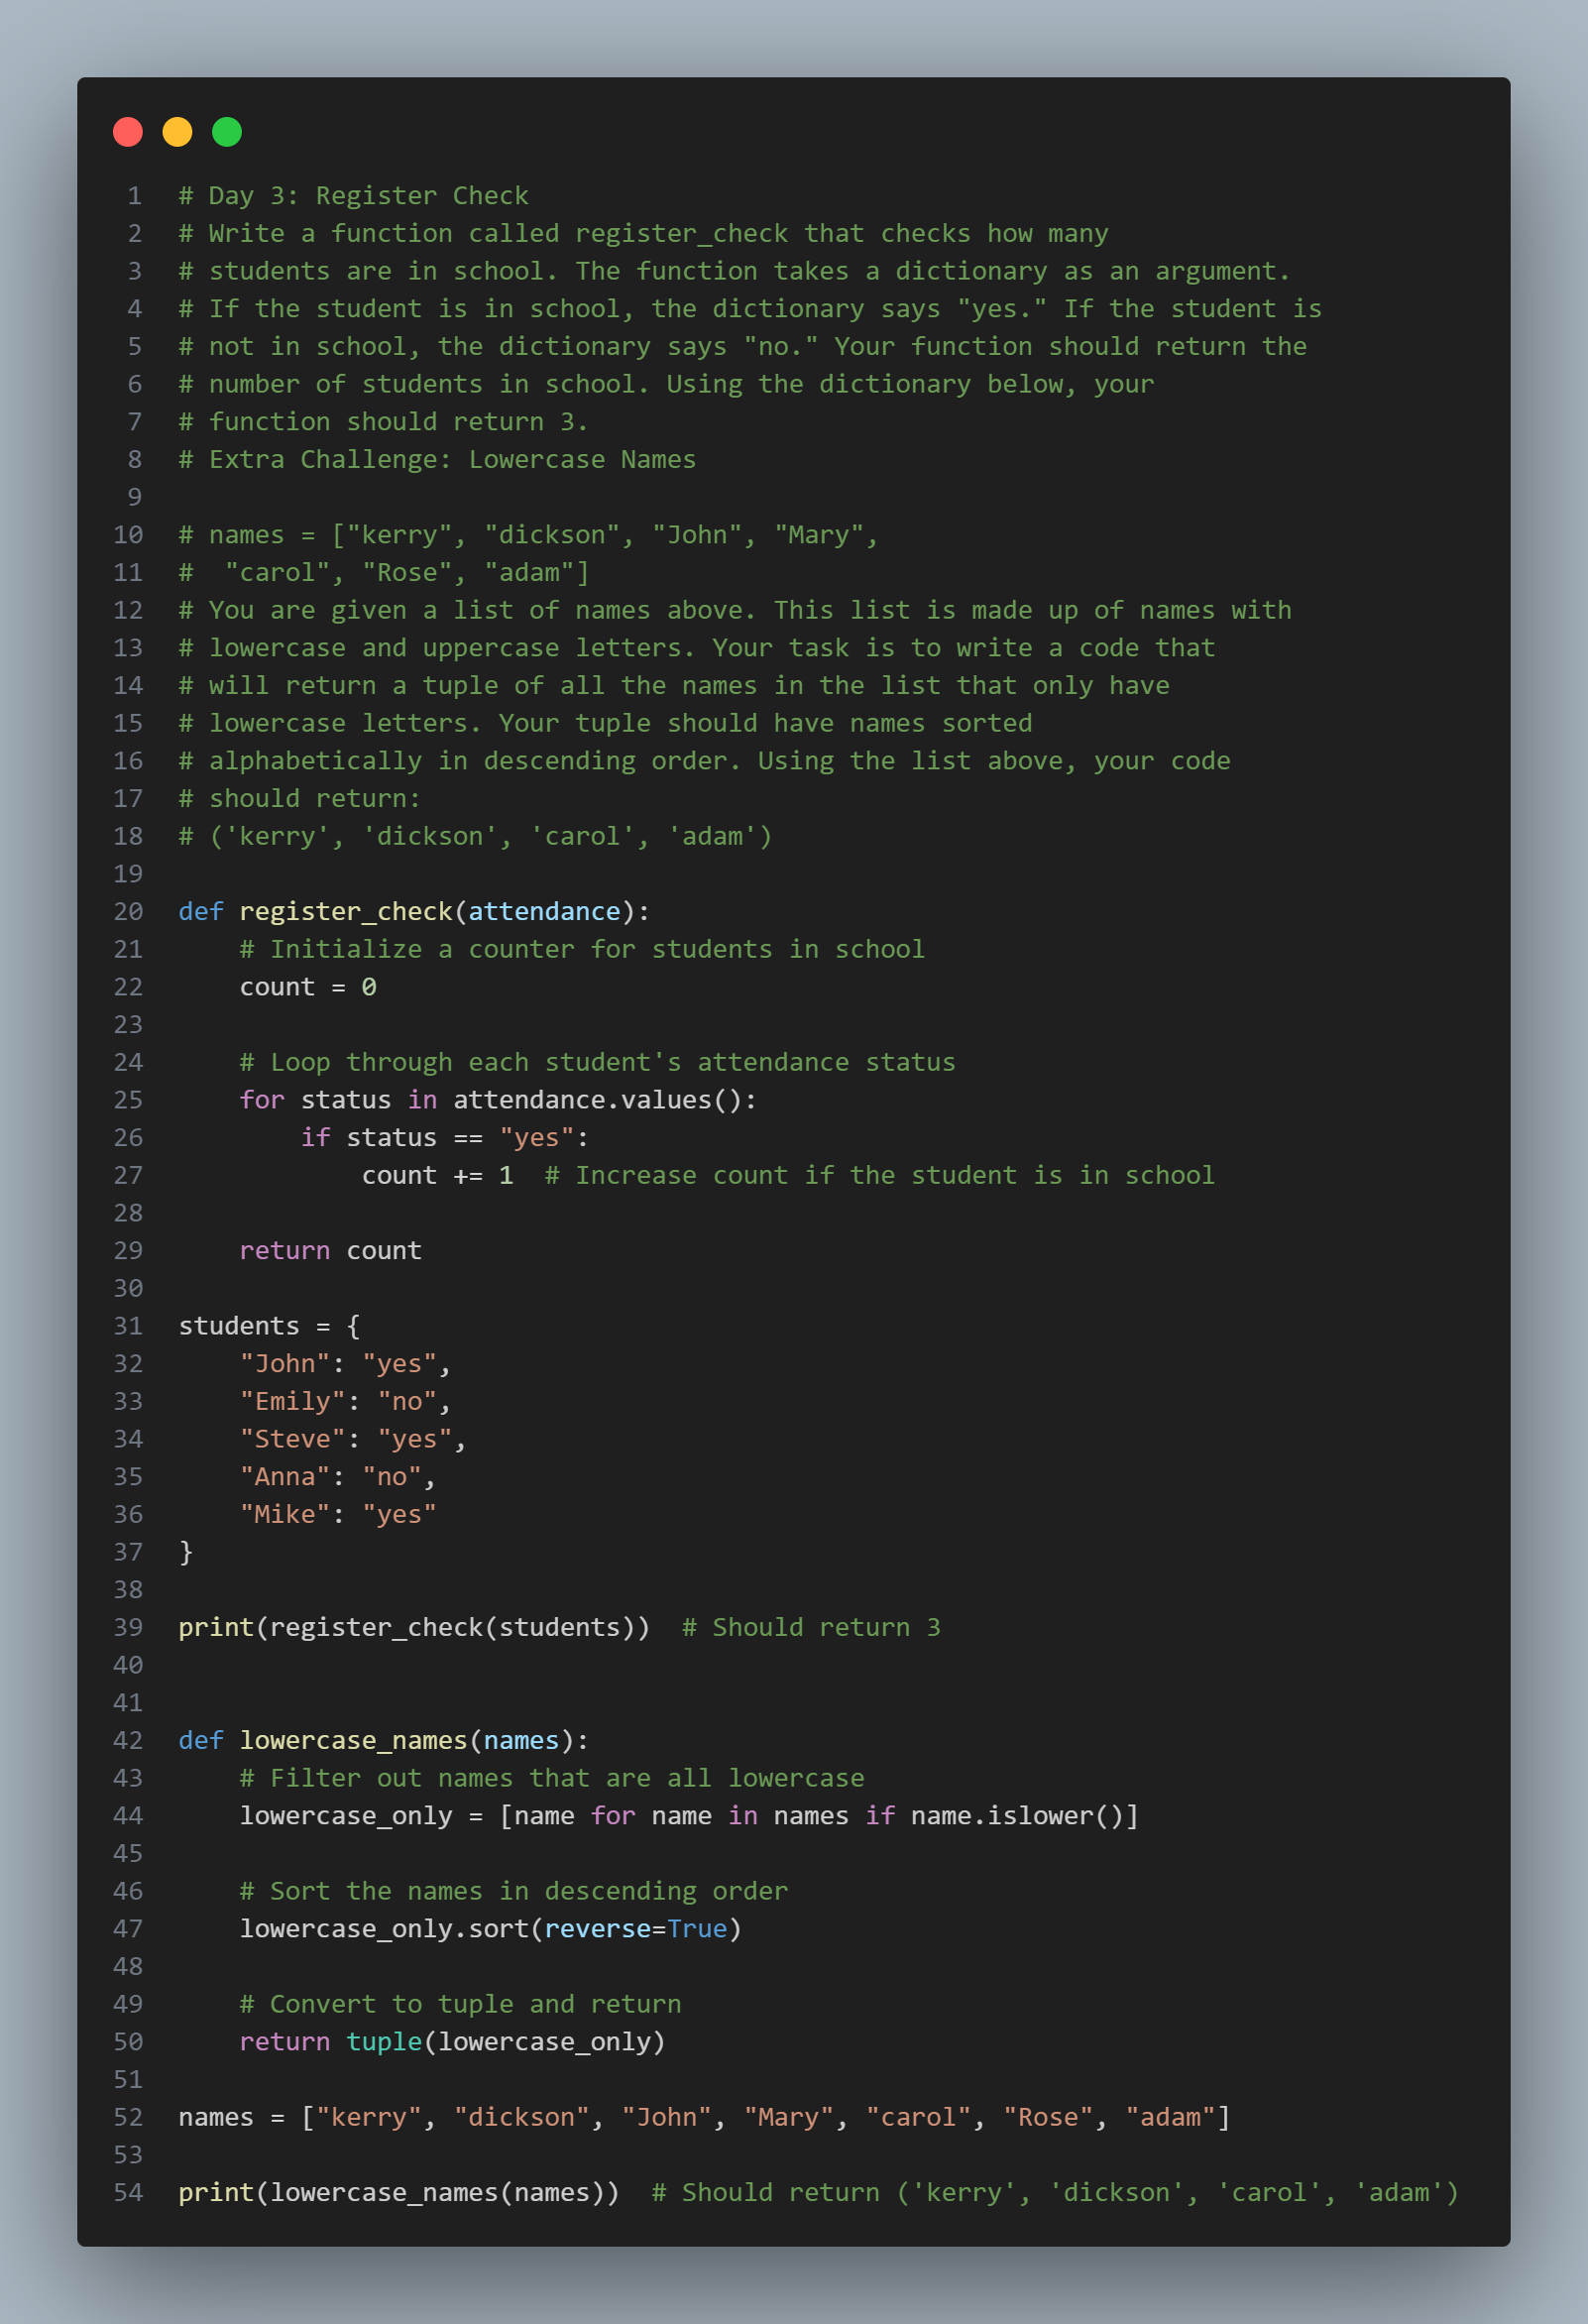 1 # Day 3: Register Check
2 # Write a function called register_check that checks how many
3 # students are in school. The function takes a dictionary as an argument.
4 # If the student is in school, the dictionary says "yes." If the student is
5 # not in school, the dictionary says "no." Your function should return the
6 # number of students in school. Using the dictionary below, your
7 # function should return 3.
8 # Extra Challenge: Lowercase Names
9
10 # names = ["kerry", "dickson", "John", "Mary",
11 #  "carol", "Rose", "adam"]
12 # You are given a list of names above. This list is made up of names with
13 # lowercase and uppercase letters. Your task is to write a code that
14 # will return a tuple of all the names in the list that only have
15 # lowercase letters. Your tuple should have names sorted
16 # alphabetically in descending order. Using the list above, your code
17 # should return:
18 # ('kerry', 'dickson', 'carol', 'adam')
19
20 def register_check(attendance):
21     # Initialize a counter for students in school
22     count = 0
23
24     # Loop through each student's attendance status
25     for status in attendance.values():
26         if status == "yes":
27             count += 1  # Increase count if the student is in school
28
29     return count
30
31 students = {
32     "John": "yes",
33     "Emily": "no",
34     "Steve": "yes",
35     "Anna": "no",
36     "Mike": "yes"
37 }
38
39 print(register_check(students))  # Should return 3
40
41
42 def lowercase_names(names):
43     # Filter out names that are all lowercase
44     lowercase_only = [name for name in names if name.islower()]
45
46     # Sort the names in descending order
47     lowercase_only.sort(reverse=True)
48
49     # Convert to tuple and return
50     return tuple(lowercase_only)
51
52 names = ["kerry", "dickson", "John", "Mary", "carol", "Rose", "adam"]
53
54 print(lowercase_names(names))  # Should return ('kerry', 'dickson', 'carol', 'adam')